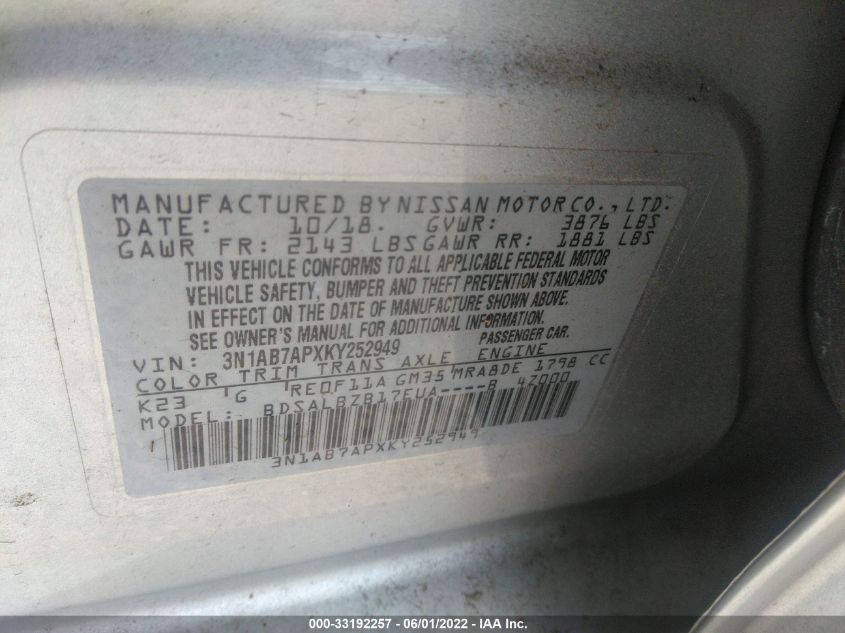 MANUFACTURED BY NISSAN MOTOR CO., LTD.
DATE: 10/18. GVWR: 3876 LBS
GAWR FR: 2143 LBS GAWR RR: 1881 LBS
THIS VEHICLE CONFORMS TO ALL APPLICABLE FEDERAL MOTOR
VEHICLE SAFETY, BUMPER AND THEFT PREVENTION STANDARDS
IN EFFECT ON THE DATE OF MANUFACTURE SHOWN ABOVE.
SEE OWNER'S MANUAL FOR ADDITIONAL INFORMATION.
VIN: 3N1AB7APXKY252949 PASSENGER CAR.
COLOR TRIM TRANS AXLE ENGINE
K23 G RE0F11A GM35 MRA8DE 1798 CC
MODEL: BDSALBZB17EUA----B 4Z000
3N1AB7APXKY252949
000-33192257 - 06/01/2022 - IAA Inc.